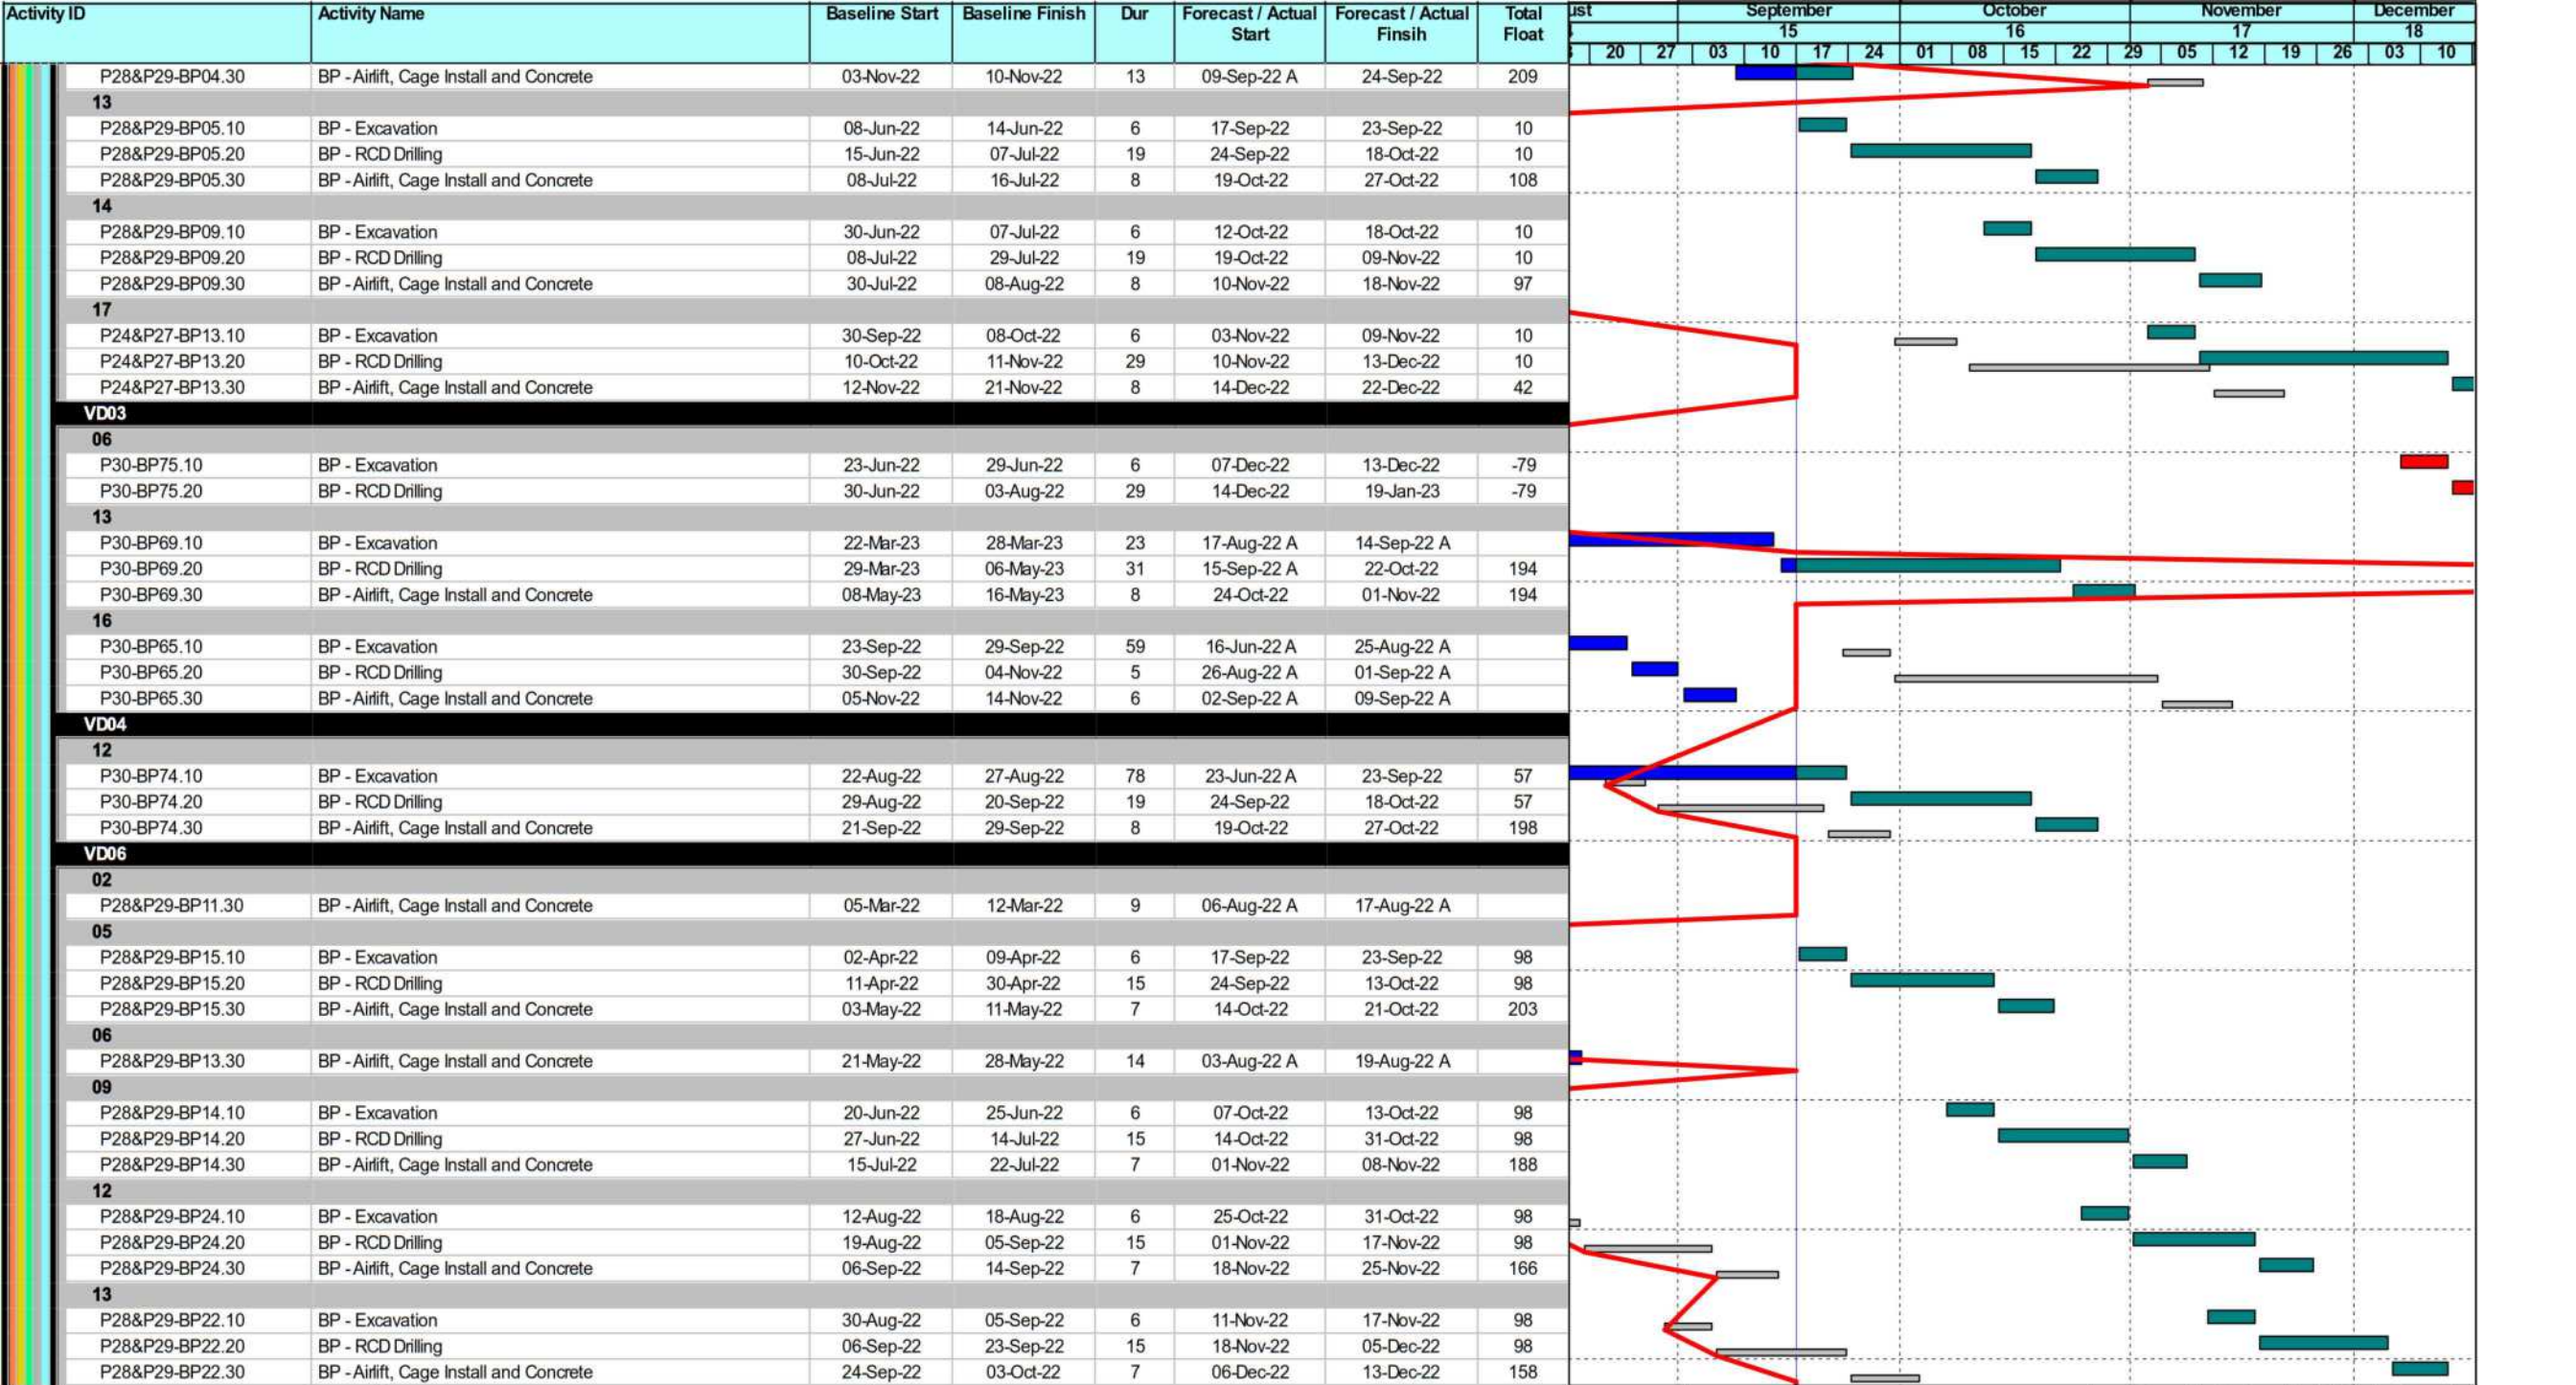 Activity ID Activity Name Baseline Start Baseline Finish Dur Forecast / Actual Start Forecast / Actual Finsih Total Float
ust September October November December
15 16 17 18
20 27 03 10 17 24 01 08 15 22 29 05 12 19 26 03 10
P28&P29-BP04.30 BP - Airlift, Cage Install and Concrete 03-Nov-22 10-Nov-22 13 09-Sep-22 A 24-Sep-22 209
13
P28&P29-BP05.10 BP - Excavation 08-Jun-22 14-Jun-22 6 17-Sep-22 23-Sep-22 10
P28&P29-BP05.20 BP - RCD Drilling 15-Jun-22 07-Jul-22 19 24-Sep-22 18-Oct-22 10
P28&P29-BP05.30 BP - Airlift, Cage Install and Concrete 08-Jul-22 16-Jul-22 8 19-Oct-22 27-Oct-22 108
14
P28&P29-BP09.10 BP - Excavation 30-Jun-22 07-Jul-22 6 12-Oct-22 18-Oct-22 10
P28&P29-BP09.20 BP - RCD Drilling 08-Jul-22 29-Jul-22 19 19-Oct-22 09-Nov-22 10
P28&P29-BP09.30 BP - Airlift, Cage Install and Concrete 30-Jul-22 08-Aug-22 8 10-Nov-22 18-Nov-22 97
17
P24&P27-BP13.10 BP - Excavation 30-Sep-22 08-Oct-22 6 03-Nov-22 09-Nov-22 10
P24&P27-BP13.20 BP - RCD Drilling 10-Oct-22 11-Nov-22 29 10-Nov-22 13-Dec-22 10
P24&P27-BP13.30 BP - Airlift, Cage Install and Concrete 12-Nov-22 21-Nov-22 8 14-Dec-22 22-Dec-22 42
VD03
06
P30-BP75.10 BP - Excavation 23-Jun-22 29-Jun-22 6 07-Dec-22 13-Dec-22 -79
P30-BP75.20 BP - RCD Drilling 30-Jun-22 03-Aug-22 29 14-Dec-22 19-Jan-23 -79
13
P30-BP69.10 BP - Excavation 22-Mar-23 28-Mar-23 23 17-Aug-22 A 14-Sep-22 A
P30-BP69.20 BP - RCD Drilling 29-Mar-23 06-May-23 31 15-Sep-22 A 22-Oct-22 194
P30-BP69.30 BP - Airlift, Cage Install and Concrete 08-May-23 16-May-23 8 24-Oct-22 01-Nov-22 194
16
P30-BP65.10 BP - Excavation 23-Sep-22 29-Sep-22 59 16-Jun-22 A 25-Aug-22 A
P30-BP65.20 BP - RCD Drilling 30-Sep-22 04-Nov-22 5 26-Aug-22 A 01-Sep-22 A
P30-BP65.30 BP - Airlift, Cage Install and Concrete 05-Nov-22 14-Nov-22 6 02-Sep-22 A 09-Sep-22 A
VD04
12
P30-BP74.10 BP - Excavation 22-Aug-22 27-Aug-22 78 23-Jun-22 A 23-Sep-22 57
P30-BP74.20 BP - RCD Drilling 29-Aug-22 20-Sep-22 19 24-Sep-22 18-Oct-22 57
P30-BP74.30 BP - Airlift, Cage Install and Concrete 21-Sep-22 29-Sep-22 8 19-Oct-22 27-Oct-22 198
VD06
02
P28&P29-BP11.30 BP - Airlift, Cage Install and Concrete 05-Mar-22 12-Mar-22 9 06-Aug-22 A 17-Aug-22 A
05
P28&P29-BP15.10 BP - Excavation 02-Apr-22 09-Apr-22 6 17-Sep-22 23-Sep-22 98
P28&P29-BP15.20 BP - RCD Drilling 11-Apr-22 30-Apr-22 15 24-Sep-22 13-Oct-22 98
P28&P29-BP15.30 BP - Airlift, Cage Install and Concrete 03-May-22 11-May-22 7 14-Oct-22 21-Oct-22 203
06
P28&P29-BP13.30 BP - Airlift, Cage Install and Concrete 21-May-22 28-May-22 14 03-Aug-22 A 19-Aug-22 A
09
P28&P29-BP14.10 BP - Excavation 20-Jun-22 25-Jun-22 6 07-Oct-22 13-Oct-22 98
P28&P29-BP14.20 BP - RCD Drilling 27-Jun-22 14-Jul-22 15 14-Oct-22 31-Oct-22 98
P28&P29-BP14.30 BP - Airlift, Cage Install and Concrete 15-Jul-22 22-Jul-22 7 01-Nov-22 08-Nov-22 188
12
P28&P29-BP24.10 BP - Excavation 12-Aug-22 18-Aug-22 6 25-Oct-22 31-Oct-22 98
P28&P29-BP24.20 BP - RCD Drilling 19-Aug-22 05-Sep-22 15 01-Nov-22 17-Nov-22 98
P28&P29-BP24.30 BP - Airlift, Cage Install and Concrete 06-Sep-22 14-Sep-22 7 18-Nov-22 25-Nov-22 166
13
P28&P29-BP22.10 BP - Excavation 30-Aug-22 05-Sep-22 6 11-Nov-22 17-Nov-22 98
P28&P29-BP22.20 BP - RCD Drilling 06-Sep-22 23-Sep-22 15 18-Nov-22 05-Dec-22 98
P28&P29-BP22.30 BP - Airlift, Cage Install and Concrete 24-Sep-22 03-Oct-22 7 06-Dec-22 13-Dec-22 158